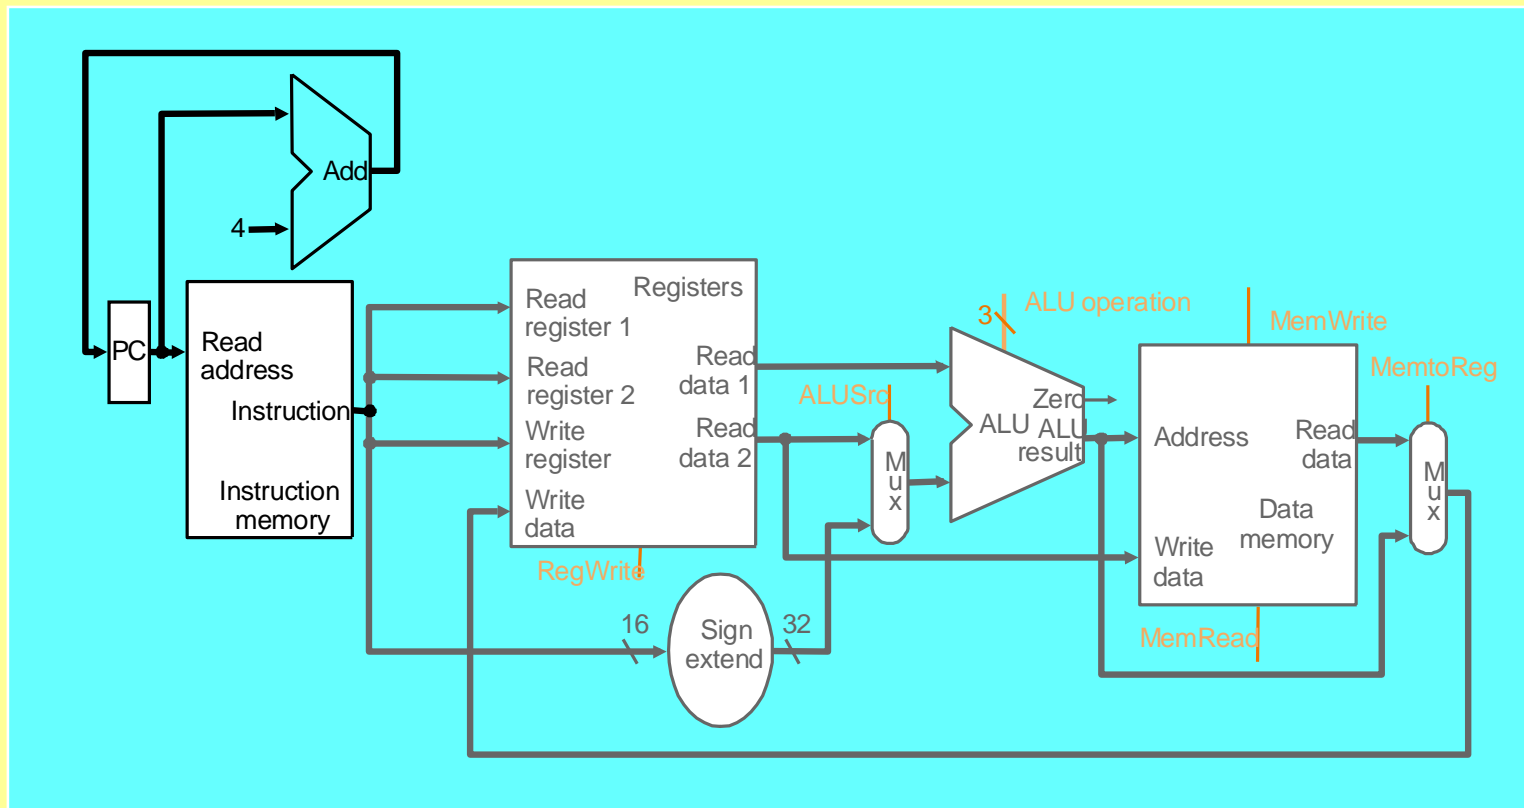 Add
4
PC
Read
address
Instruction
Instruction
memory
Registers
Read
register 1
Read
register 2
Write
register
Write
data
Read
data 1
Read
data 2
RegWrite
16
Sign
extend
32
ALUSrc
M
u
x
3
ALU operation
Zero
ALU
ALU
result
MemWrite
Address
Read
data
Data
memory
Write
data
MemRead
MemtoReg
M
u
x